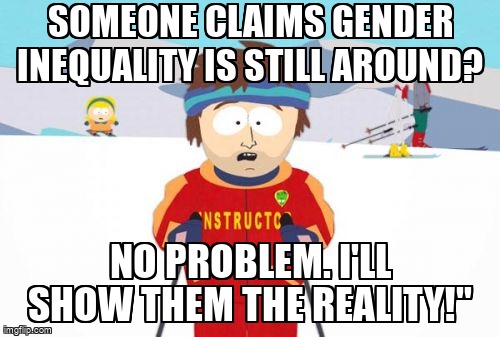 SOMEONE CLAIMS GENDER
INEQUALITY IS STILL AROUND?
INSTRUCTO
NO PROBLEM. I'LL
SHOW THEM THE REALITY!"
imgflip.com